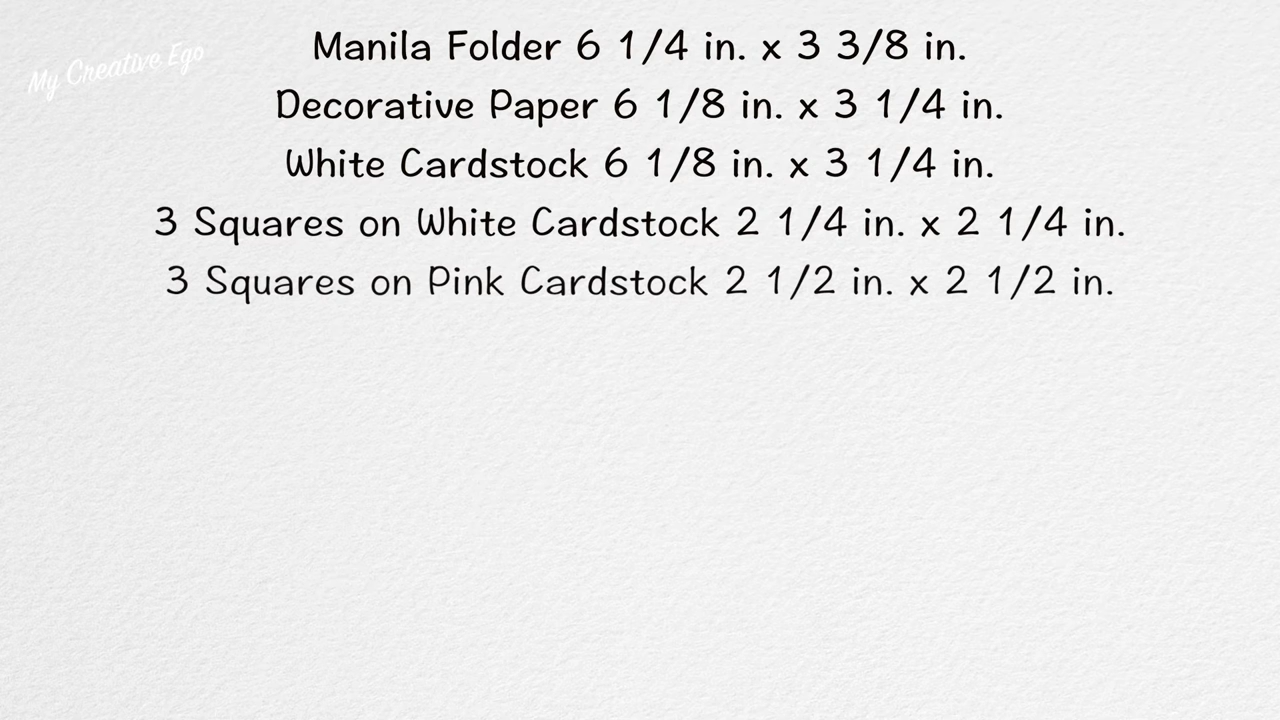 My Creative Ego
Manila Folder 6 1/4 in. x 3 3/8 in.
Decorative Paper 6 1/8 in. x 3 1/4 in.
White Cardstock 6 1/8 in. x 3 1/4 in.
3 Squares on White Cardstock 2 1/4 in. x 2 1/4 in.
3 Squares on Pink Cardstock 2 1/2 in. x 2 1/2 in.